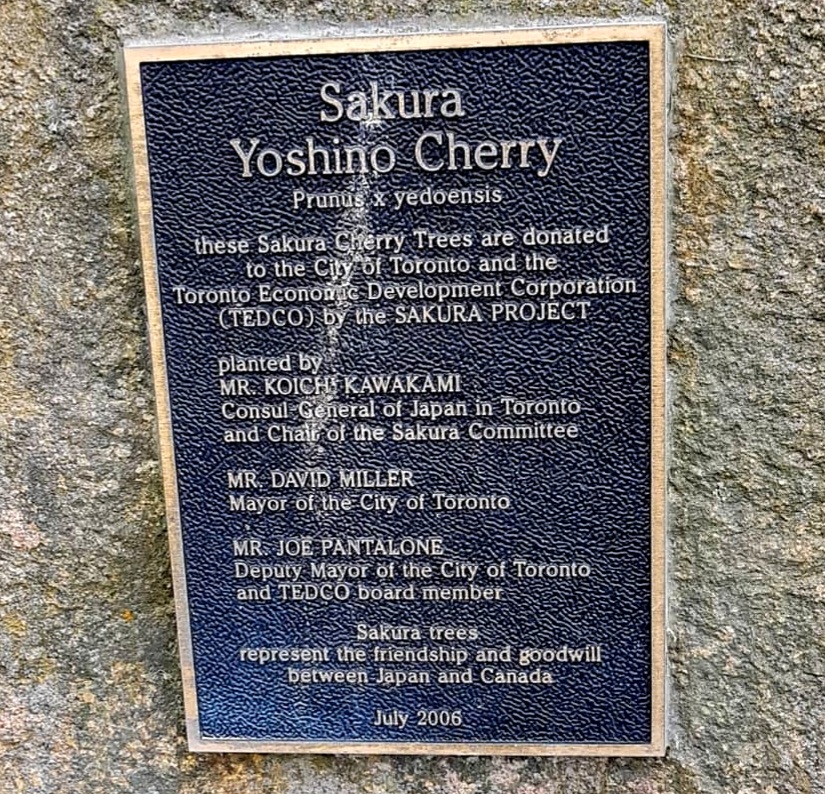 Sakura
Yoshino Cherry
Prunus x yedoensis
these Sakura Cherry Trees are donated
to the City of Toronto and the
Toronto Economic Development Corporation
(TEDCO) by the SAKURA PROJECT
planted by
MR. KOICHI KAWAKAMI
Consul General of Japan in Toronto
and Chair of the Sakura Committee
MR. DAVID MILLER
Mayor of the City of Toronto
MR. JOE PANTALONE
Deputy Mayor of the City of Toronto
and TEDCO board member
Sakura trees
represent the friendship and goodwill
between Japan and Canada
July 2006